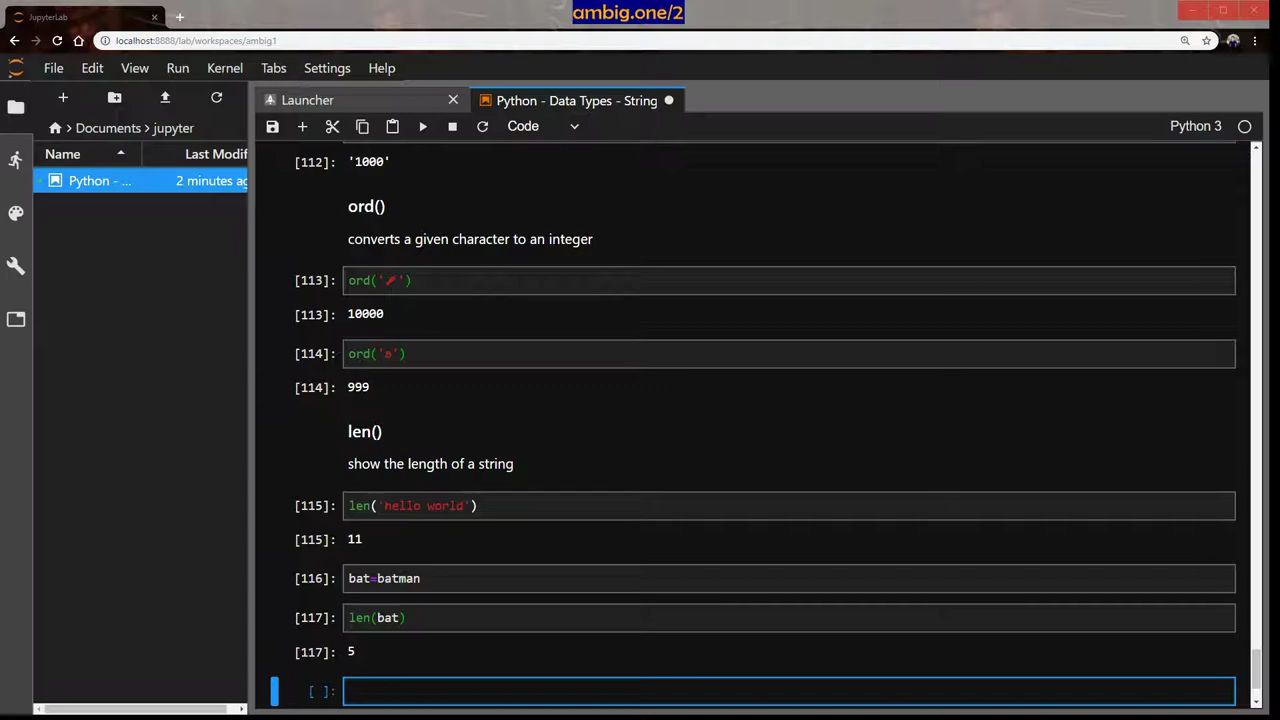 ambig.one/2
JupyterLab
localhost:8888/lab/workspaces/ambig1
File Edit View Run Kernel Tabs Settings Help
Launcher
Python - Data Types - String
Documents jupyter
Code
Python 3
Name Last Modif
Python - ... 2 minutes ag
[112]: '1000'
ord()
converts a given character to an integer
[113]: ord('✐')
[113]: 10000
[114]: ord('ϧ')
[114]: 999
len()
show the length of a string
[115]: len('hello world')
[115]: 11
[116]: bat=batman
[117]: len(bat)
[117]: 5
[ ]: